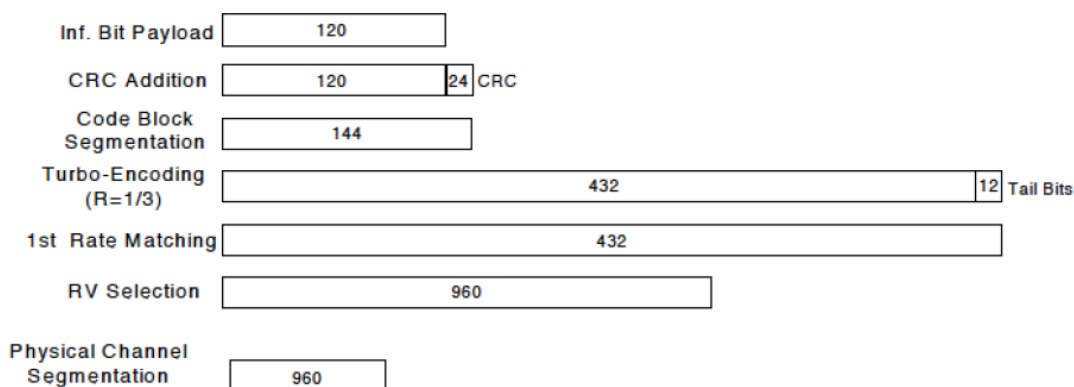 Inf. Bit Payload 120
CRC Addition 120 24 CRC
Code Block
Segmentation 144
Turbo-Encoding
(R=1/3) 432 12 Tail Bits
1st Rate Matching 432
RV Selection 960
Physical Channel
Segmentation 960